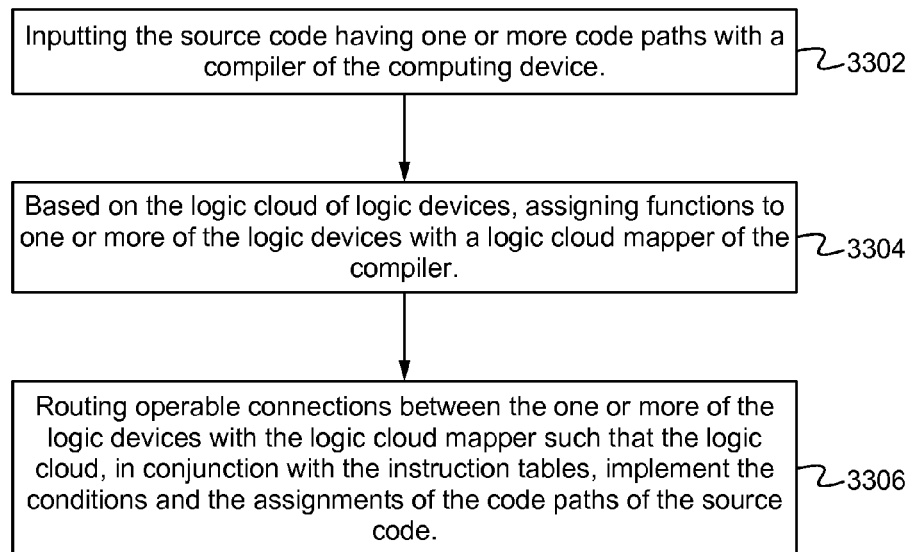 Inputting the source code having one or more code paths with a
compiler of the computing device.
3302
Based on the logic cloud of logic devices, assigning functions to
one or more of the logic devices with a logic cloud mapper of the
compiler.
3304
Routing operable connections between the one or more of the
logic devices with the logic cloud mapper such that the logic
cloud, in conjunction with the instruction tables, implement the
conditions and the assignments of the code paths of the source
code.
3306